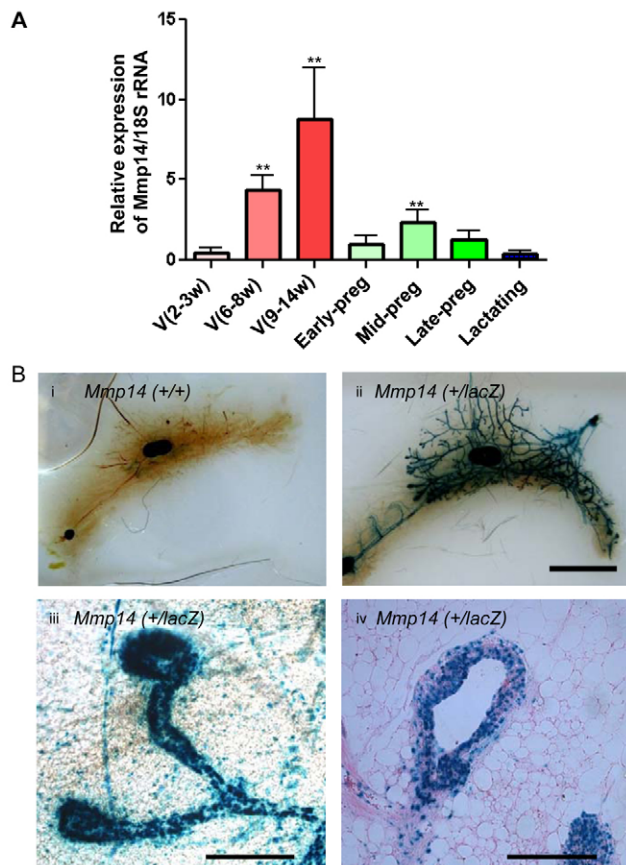 A
Relative expression
of Mmp14/18S rRNA
15
10
5
0
**
**
**
V(2-3w)
V(6-8w)
V(9-14w)
Early-preg
Mid-preg
Late-preg
Lactating
B
i Mmp14 (+/+)
ii Mmp14 (+/lacZ)
iii Mmp14 (+/lacZ)
iv Mmp14 (+/lacZ)